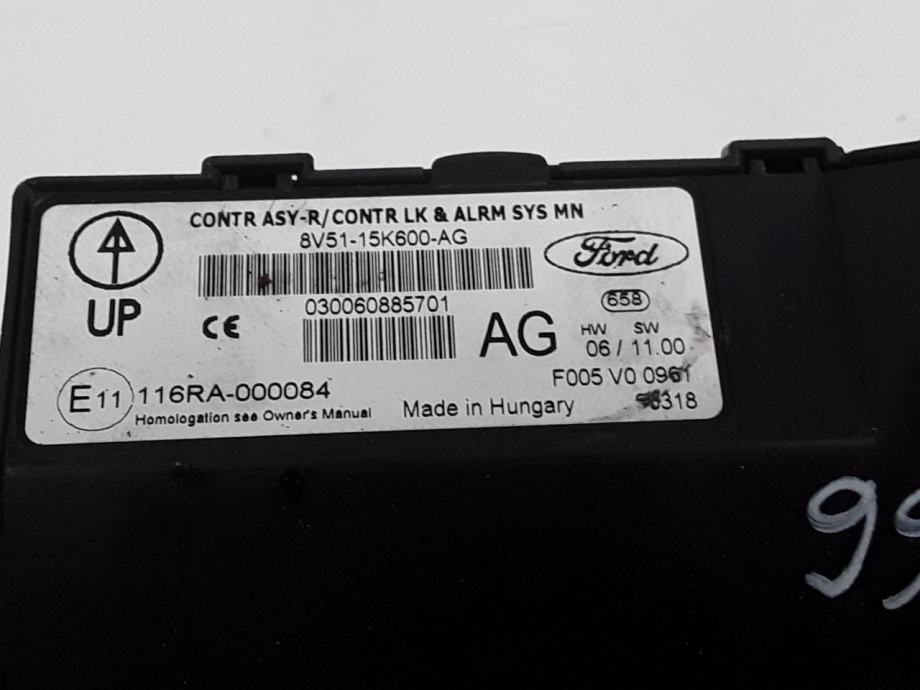 CONTR ASY-R/CONTR LK & ALRM SYS MN
8V51-15K600-AG
Ford
UP
CE
030060885701
AG
658
HW SW
06 / 11.00
F005 V0 0961
E11 116RA-000084
Homologation see Owner's Manual
Made in Hungary